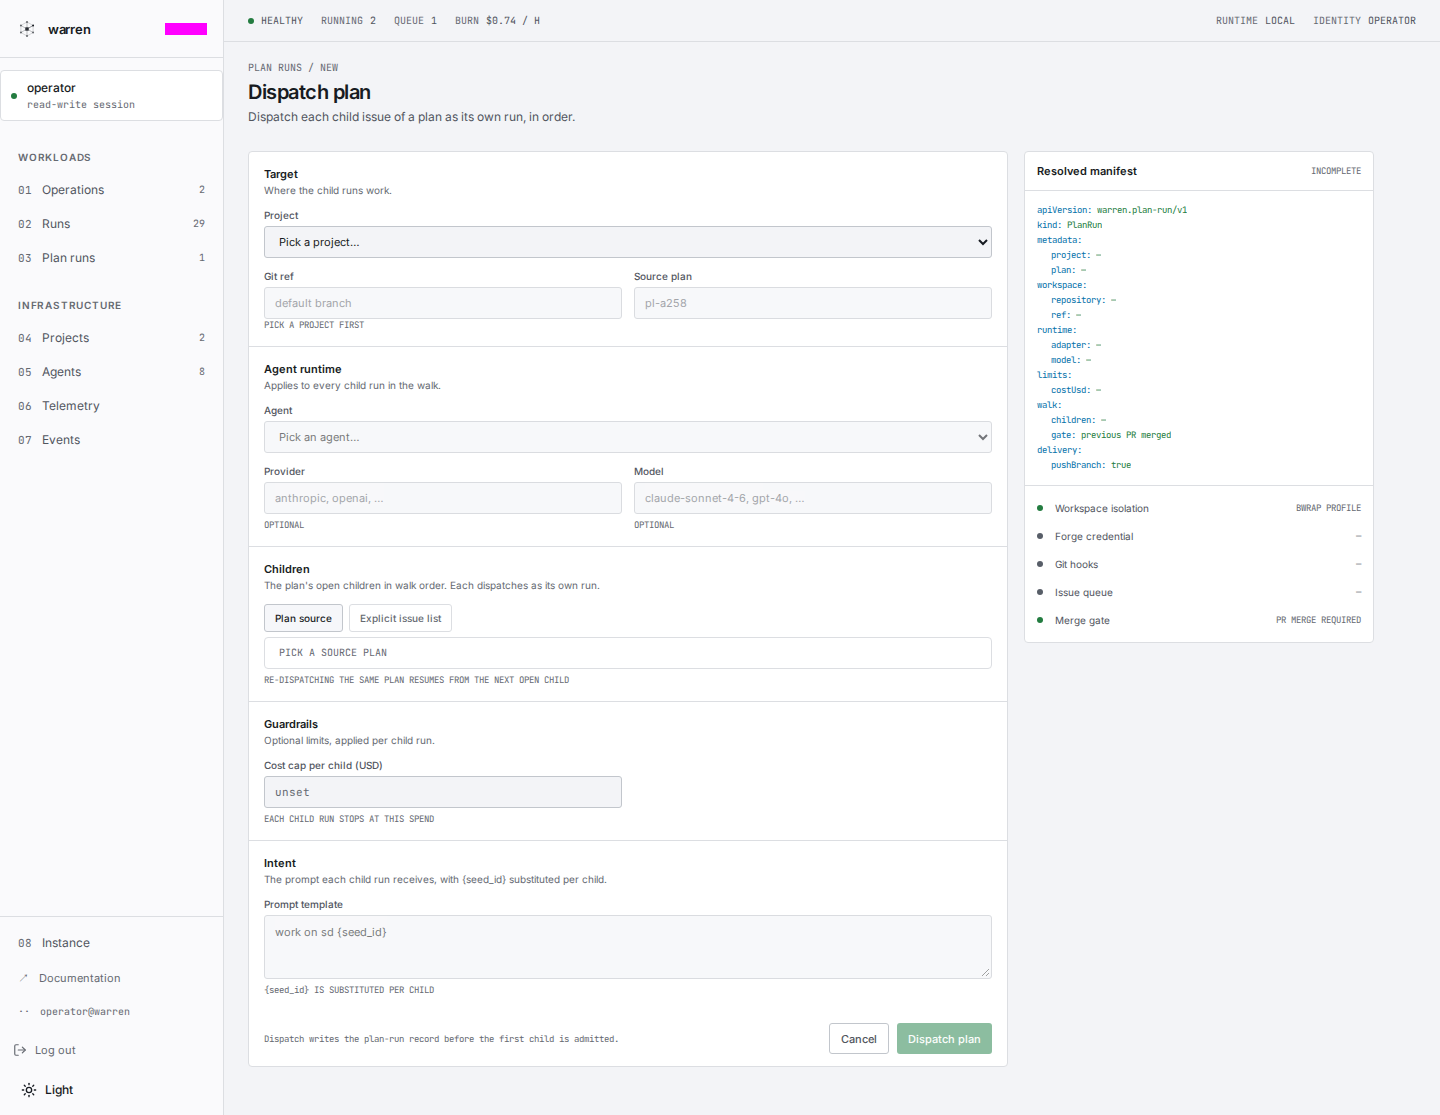 warren
operator
read-write session
WORKLOADS
01 Operations 2
02 Runs 29
03 Plan runs 1
INFRASTRUCTURE
04 Projects 2
05 Agents 8
06 Telemetry
07 Events
08 Instance
Documentation
operator@warren
Log out
Light
HEALTHY RUNNING 2 QUEUE 1 BURN $0.74 / H
RUNTIME LOCAL IDENTITY OPERATOR
PLAN RUNS / NEW
Dispatch plan
Dispatch each child issue of a plan as its own run, in order.
Target
Where the child runs work.
Project
Pick a project...
Git ref Source plan
default branch pl-a258
PICK A PROJECT FIRST
Agent runtime
Applies to every child run in the walk.
Agent
Pick an agent...
Provider Model
anthropic, openai, ... claude-sonnet-4-6, gpt-4o, ...
OPTIONAL OPTIONAL
Children
The plan's open children in walk order. Each dispatches as its own run.
Plan source Explicit issue list
PICK A SOURCE PLAN
RE-DISPATCHING THE SAME PLAN RESUMES FROM THE NEXT OPEN CHILD
Guardrails
Optional limits, applied per child run.
Cost cap per child (USD)
unset
EACH CHILD RUN STOPS AT THIS SPEND
Intent
The prompt each child run receives, with {seed_id} substituted per child.
Prompt template
work on sd {seed_id}
{seed_id} IS SUBSTITUTED PER CHILD
Dispatch writes the plan-run record before the first child is admitted.
Cancel Dispatch plan
Resolved manifest INCOMPLETE
apiVersion: warren.plan-run/v1
kind: PlanRun
metadata:
project: —
plan: —
workspace:
repository: —
ref: —
runtime:
adapter: —
model: —
limits:
costUsd: —
walk:
children: —
gate: previous PR merged
delivery:
pushBranch: true
Workspace isolation BWRAP PROFILE
Forge credential —
Git hooks —
Issue queue —
Merge gate PR MERGE REQUIRED